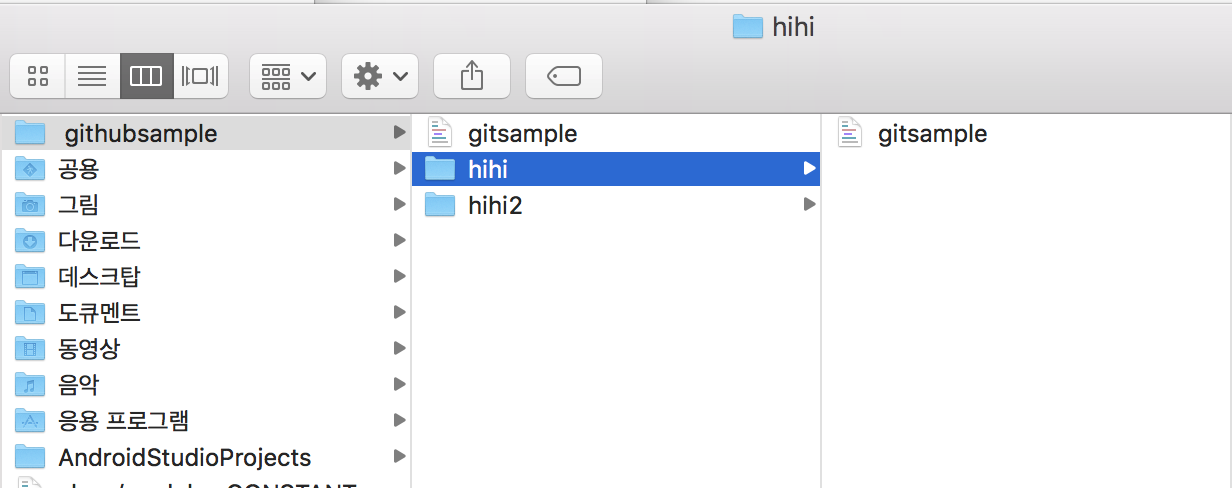 hihi
githubsample
공용
그림
다운로드
데스크탑
도큐멘트
동영상
음악
응용 프로그램
AndroidStudioProjects
gitsample
hihi
hihi2
gitsample